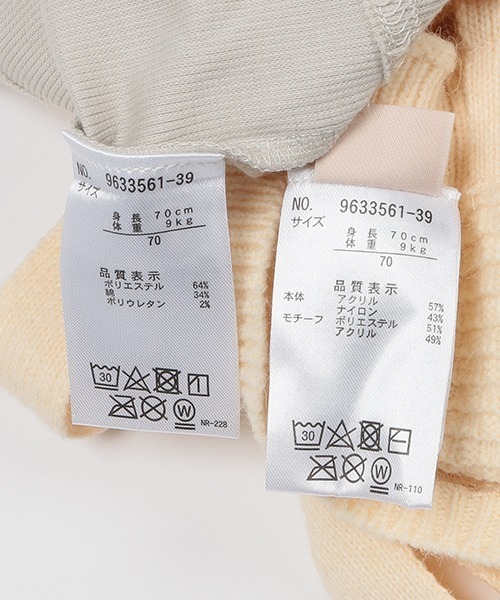 NO. 9633561-39
サイズ
身 長 70cm
体 重 9kg
70
品質表示
ポリエステル 64%
綿 34%
ポリウレタン 2%
30
W
NR-228
NO. 9633561-39
サイズ
身 長 70cm
体 重 9kg
70
品質表示
本体 アクリル 57%
ナイロン 43%
モチーフ ポリエステル 51%
アクリル 49%
30
W
NR-110